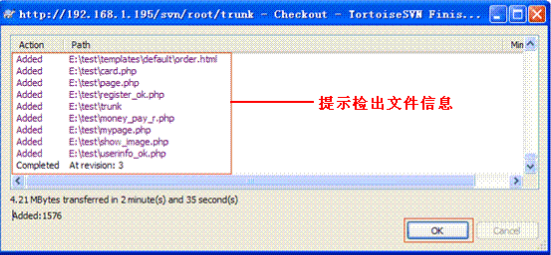 http://192.168.1.195/svn/root/trunk - Checkout - TortoiseSVN Finis...
Action Path Min
Added E:\test\templates\default\order.html
Added E:\test\card.php
Added E:\test\page.php
Added E:\test\register_ok.php
Added E:\test\trunk
Added E:\test\money_pay_r.php
Added E:\test\mypage.php
Added E:\test\show_image.php
Added E:\test\userinfo_ok.php
Completed At revision: 3
提示检出文件信息
4.21 MBytes transferred in 2 minute(s) and 35 second(s)
Added:1576
OK Cancel